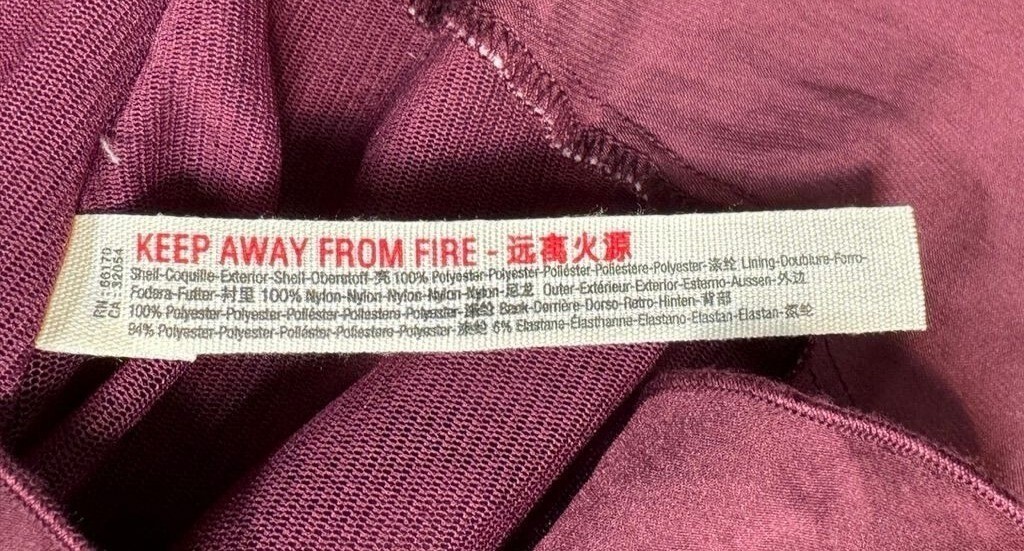 KEEP AWAY FROM FIRE - 远离火源
Shell-Coquille-Exterior-Shell-Oberstoff-亮 100% Polyester-Polyester-Poliéster-Poliestere-Polyester-涤纶 Lining-Doublure-Forro-
Fodera-Futter-村里 100% Nylon-Nylon-Nylon-Nylon-Nylon-尼龙 Outer-Extérieur-Exterior-Esterno-Aussen-外边
100% Polyester-Polyester-Poliéster-Poliestere-Polyester-涤纶 Back-Derrière-Dorso-Retro-Hinten-背部
94% Polyester-Polyester-Poliéster-Poliestere-Polyester-涤纶 6% Elastane-Elasthanne-Elastano-Elastan-Elastan-氨纶
RN - 66170
CA - 32054